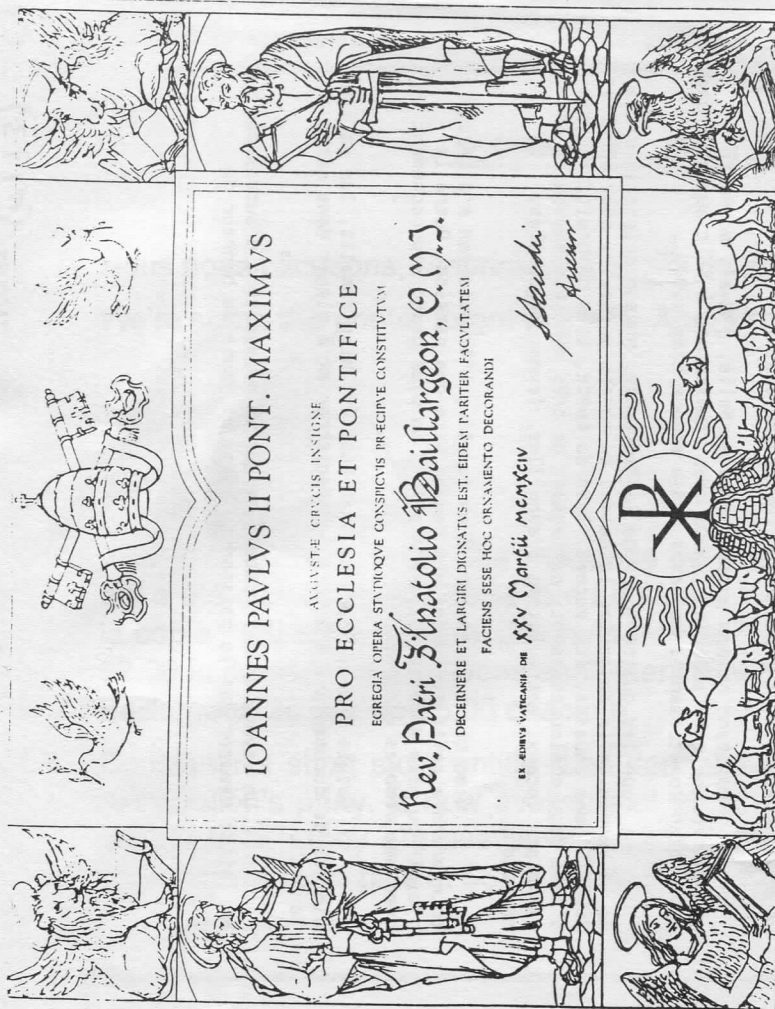 IOANNES PAVLVS II PONT. MAXIMVS
AVGVSTÆ CRVCIS INSIGNE
PRO ECCLESIA ET PONTIFICE
EGREGIA OPERA STVDIOQVE CONSPICVIS PRÆCIPVE CONSTITVTVM
Rev. Patri F. Anatolio Baillargeon, O.M.I.
DECERNERE ET LARGIRI DIGNATVS EST, EIDEM PARITER FACVLTATEM
FACIENS SESE HOC ORNAMENTO DECORANDI
EX ÆDIBVS VATICANIS DIE XXV Martii MCMXCIV